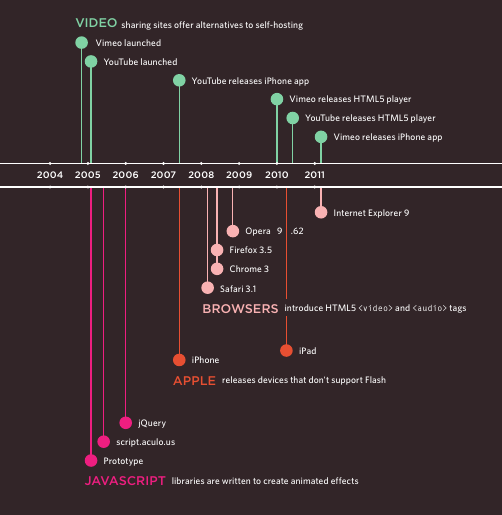 VIDEO sharing sites offer alternatives to self-hosting
Vimeo launched
YouTube launched
YouTube releases iPhone app
Vimeo releases HTML5 player
YouTube releases HTML5 player
Vimeo releases iPhone app
2004 2005 2006 2007 2008 2009 2010 2011
Internet Explorer 9
Opera 9 .62
Firefox 3.5
Chrome 3
Safari 3.1
BROWSERS introduce HTML5 <video> and <audio> tags
iPad
iPhone
APPLE releases devices that don't support Flash
jQuery
script.aculo.us
Prototype
JAVASCRIPT libraries are written to create animated effects